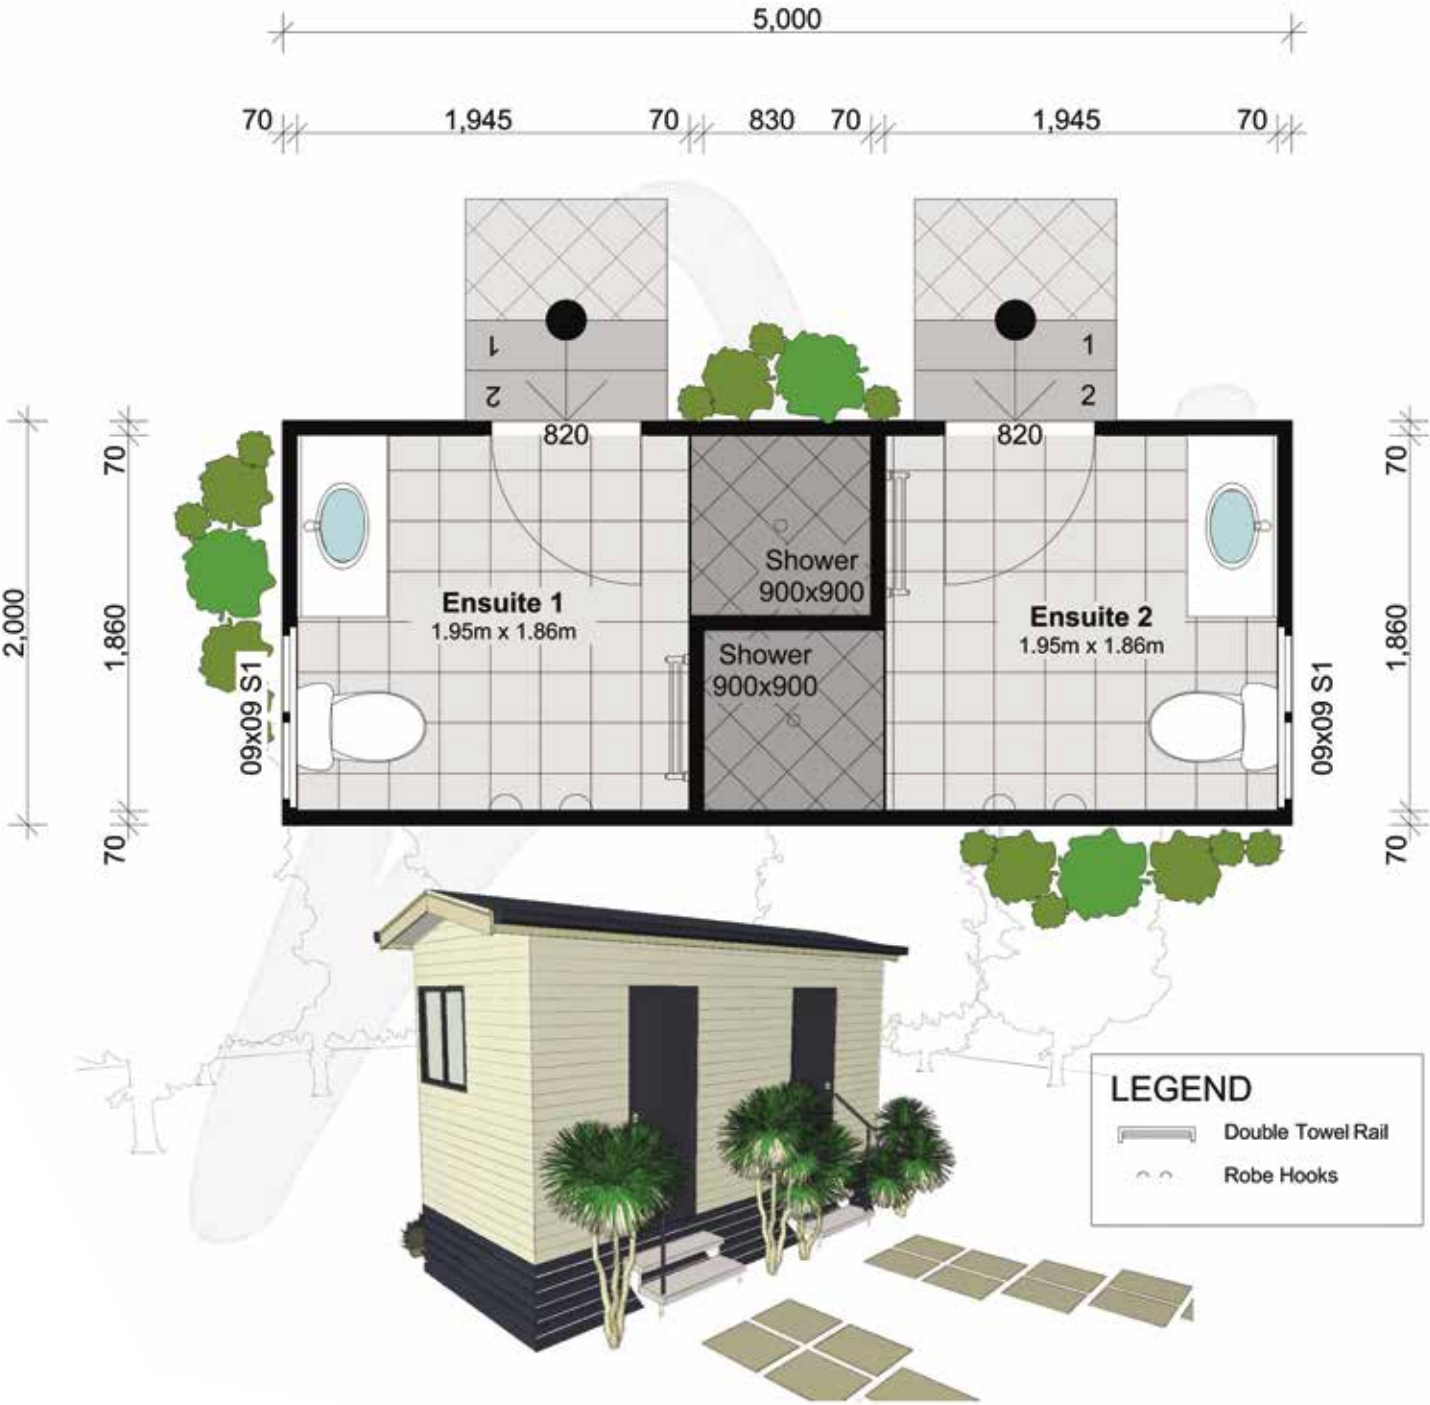 5,000
70 1,945 70 830 70 1,945 70
1 1
2 2
820 820
70 70
2,000
1,860 1,860
70 70
Shower
900x900
Ensuite 1
1.95m x 1.86m
Ensuite 2
1.95m x 1.86m
Shower
900x900
09x09 S1 09x09 S1
LEGEND
Double Towel Rail
Robe Hooks